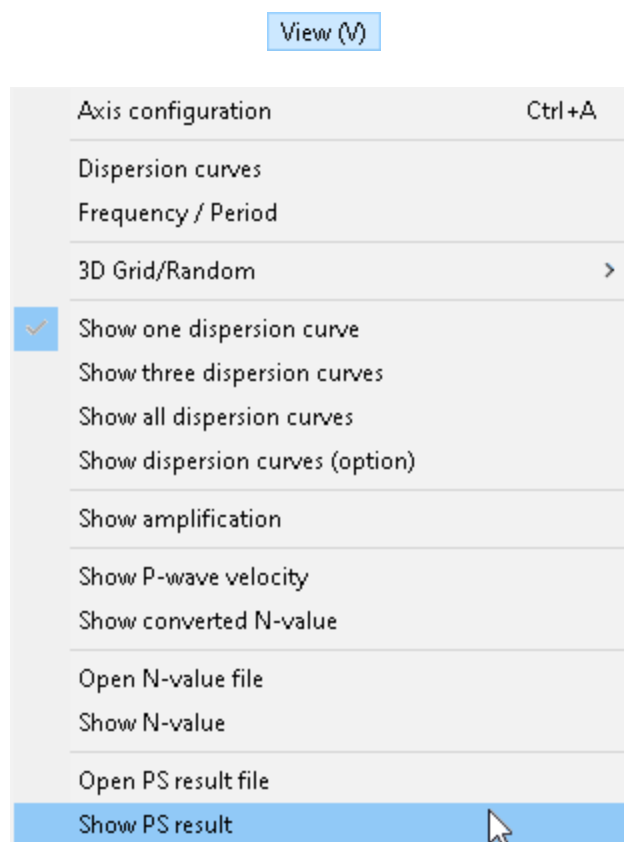 View (V)
Axis configuration Ctrl+A
Dispersion curves
Frequency / Period
3D Grid/Random
Show one dispersion curve
Show three dispersion curves
Show all dispersion curves
Show dispersion curves (option)
Show amplification
Show P-wave velocity
Show converted N-value
Open N-value file
Show N-value
Open PS result file
Show PS result